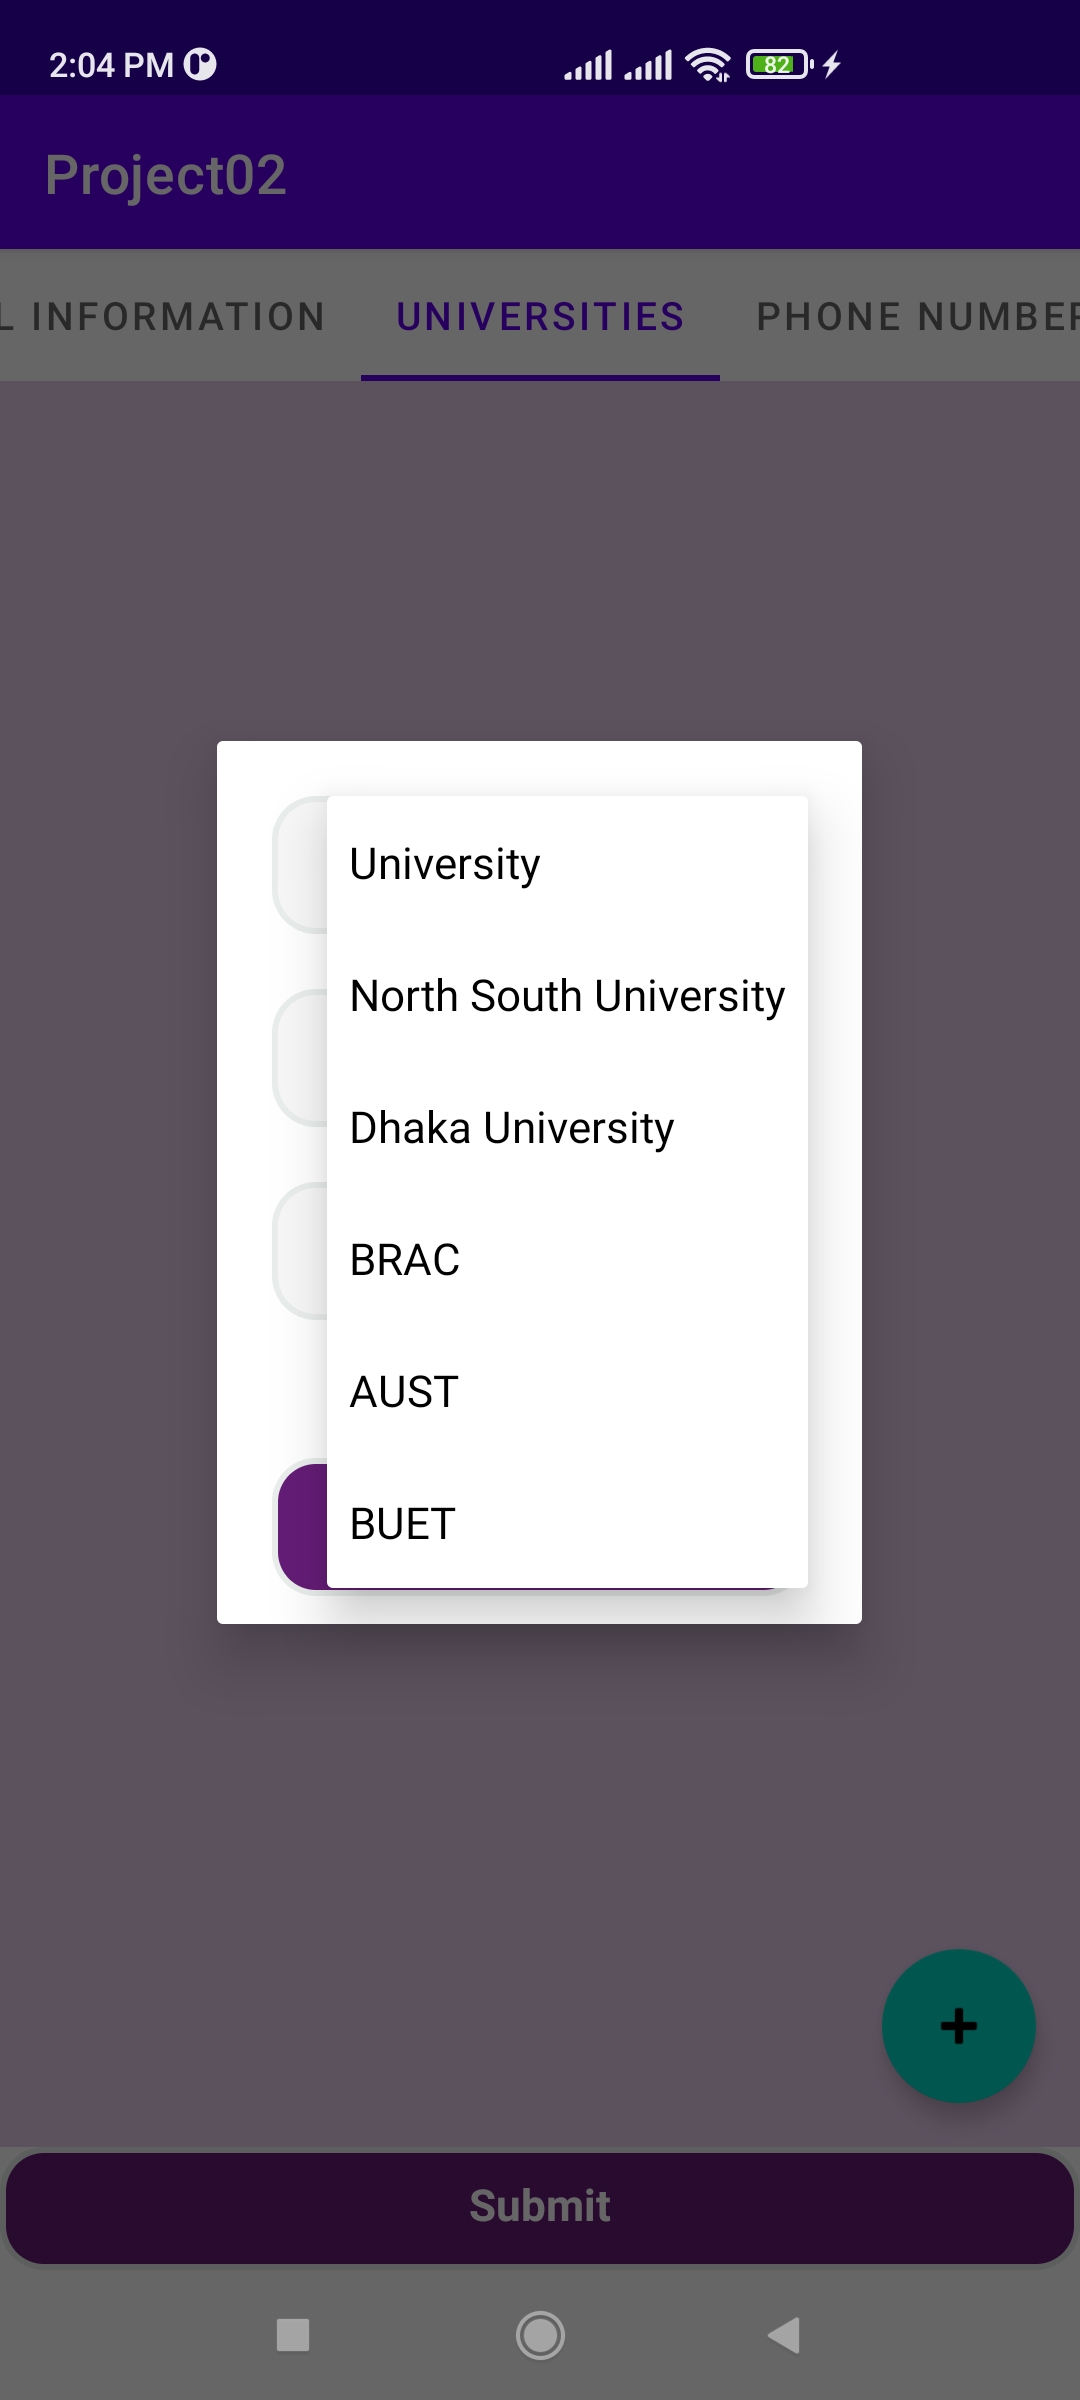 2:04 PM
82
Project02
L INFORMATION
UNIVERSITIES
PHONE NUMBER
University
North South University
Dhaka University
BRAC
AUST
BUET
Submit